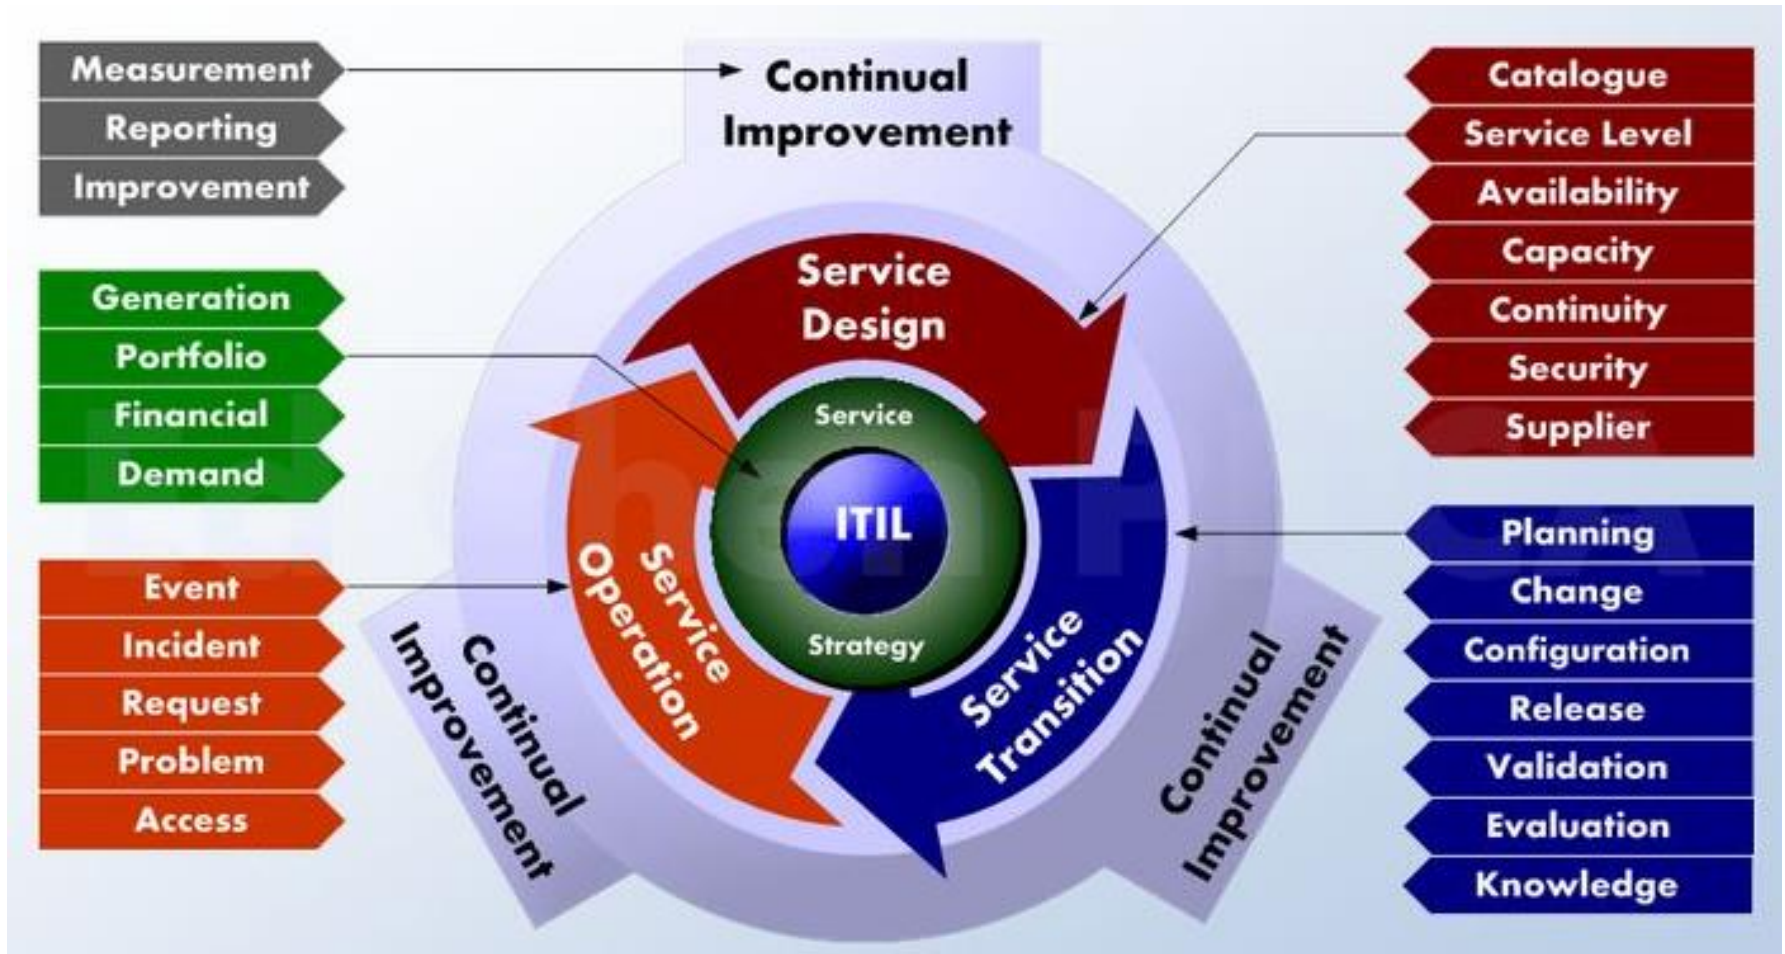 Measurement
Reporting
Improvement
Generation
Portfolio
Financial
Demand
Event
Incident
Request
Problem
Access
Continual
Improvement
Service
Design
Service
ITIL
Strategy
Service
Operation
Service
Transition
Continual
Improvement
Continual
Improvement
Catalogue
Service Level
Availability
Capacity
Continuity
Security
Supplier
Planning
Change
Configuration
Release
Validation
Evaluation
Knowledge